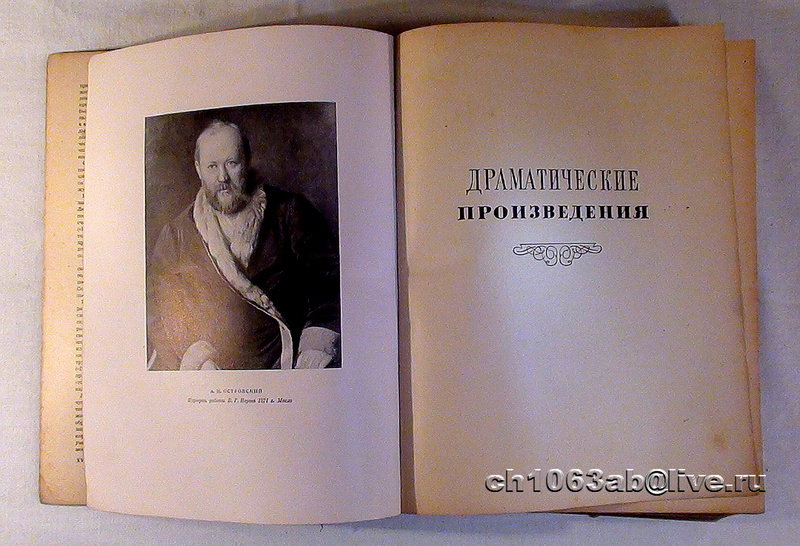 А. Н. ОСТРОВСКИЙ
Портрет работы В. Г. Перова 1871 г. Масло
ДРАМАТИЧЕСКИЕ
ПРОИЗВЕДЕНИЯ
ch1063ab@live.ru